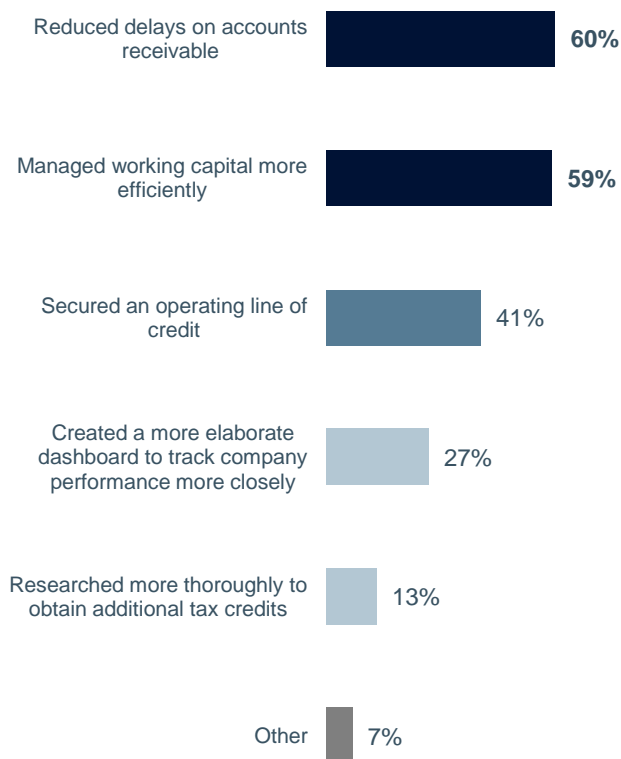 Reduced delays on accounts
receivable
60%
Managed working capital more
efficiently
59%
Secured an operating line of
credit
41%
Created a more elaborate
dashboard to track company
performance more closely
27%
Researched more thoroughly to
obtain additional tax credits
13%
Other
7%